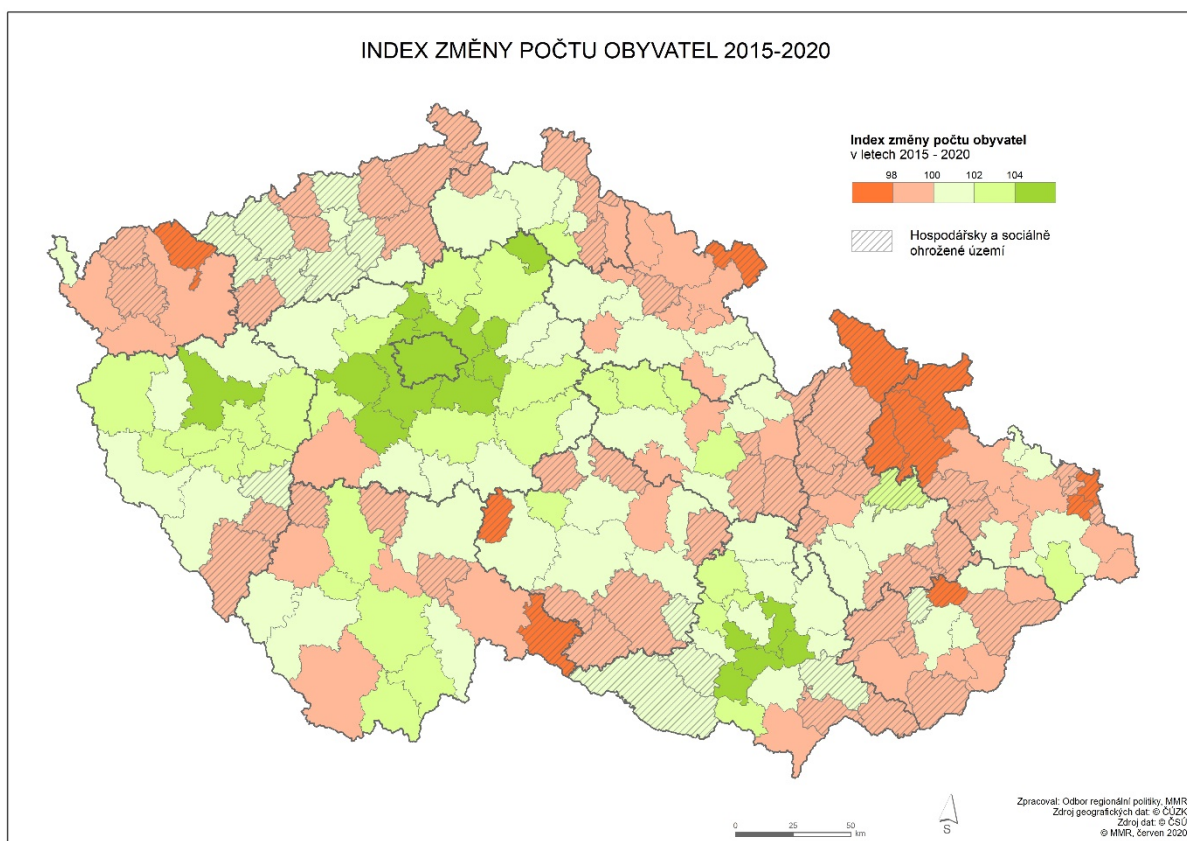 INDEX ZMĚNY POČTU OBYVATEL 2015-2020
Index změny počtu obyvatel
v letech 2015 - 2020
98 100 102 104
Hospodářsky a sociálně
ohrožené území
0 25 50
km
S
Zpracoval: Odbor regionální politiky, MMR
Zdroj geografických dat: © ČÚZK
Zdroj dat: © ČSÚ
© MMR, červen 2020